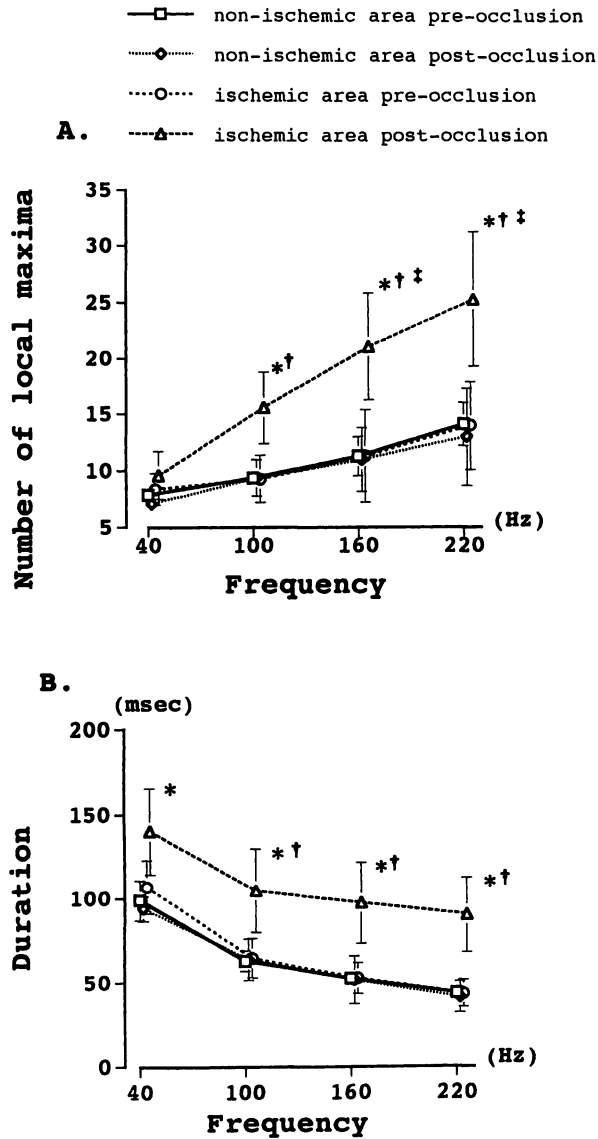 non-ischemic area pre-occlusion
non-ischemic area post-occlusion
ischemic area pre-occlusion
ischemic area post-occlusion
A.
Number of local maxima
35
30
25
20
15
10
5
*†
*† ‡
*† ‡
40 100 160 220 (Hz)
Frequency
B.
(msec)
Duration
200
150
100
50
0
*
* †
*†
*†
40 100 160 220 (Hz)
Frequency